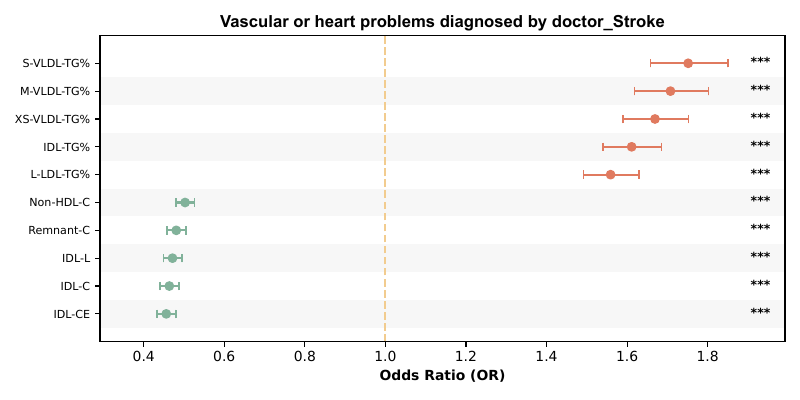 Vascular or heart problems diagnosed by doctor_Stroke
S-VLDL-TG% ***
M-VLDL-TG% ***
XS-VLDL-TG% ***
IDL-TG% ***
L-LDL-TG% ***
Non-HDL-C ***
Remnant-C ***
IDL-L ***
IDL-C ***
IDL-CE ***
0.4 0.6 0.8 1.0 1.2 1.4 1.6 1.8
Odds Ratio (OR)